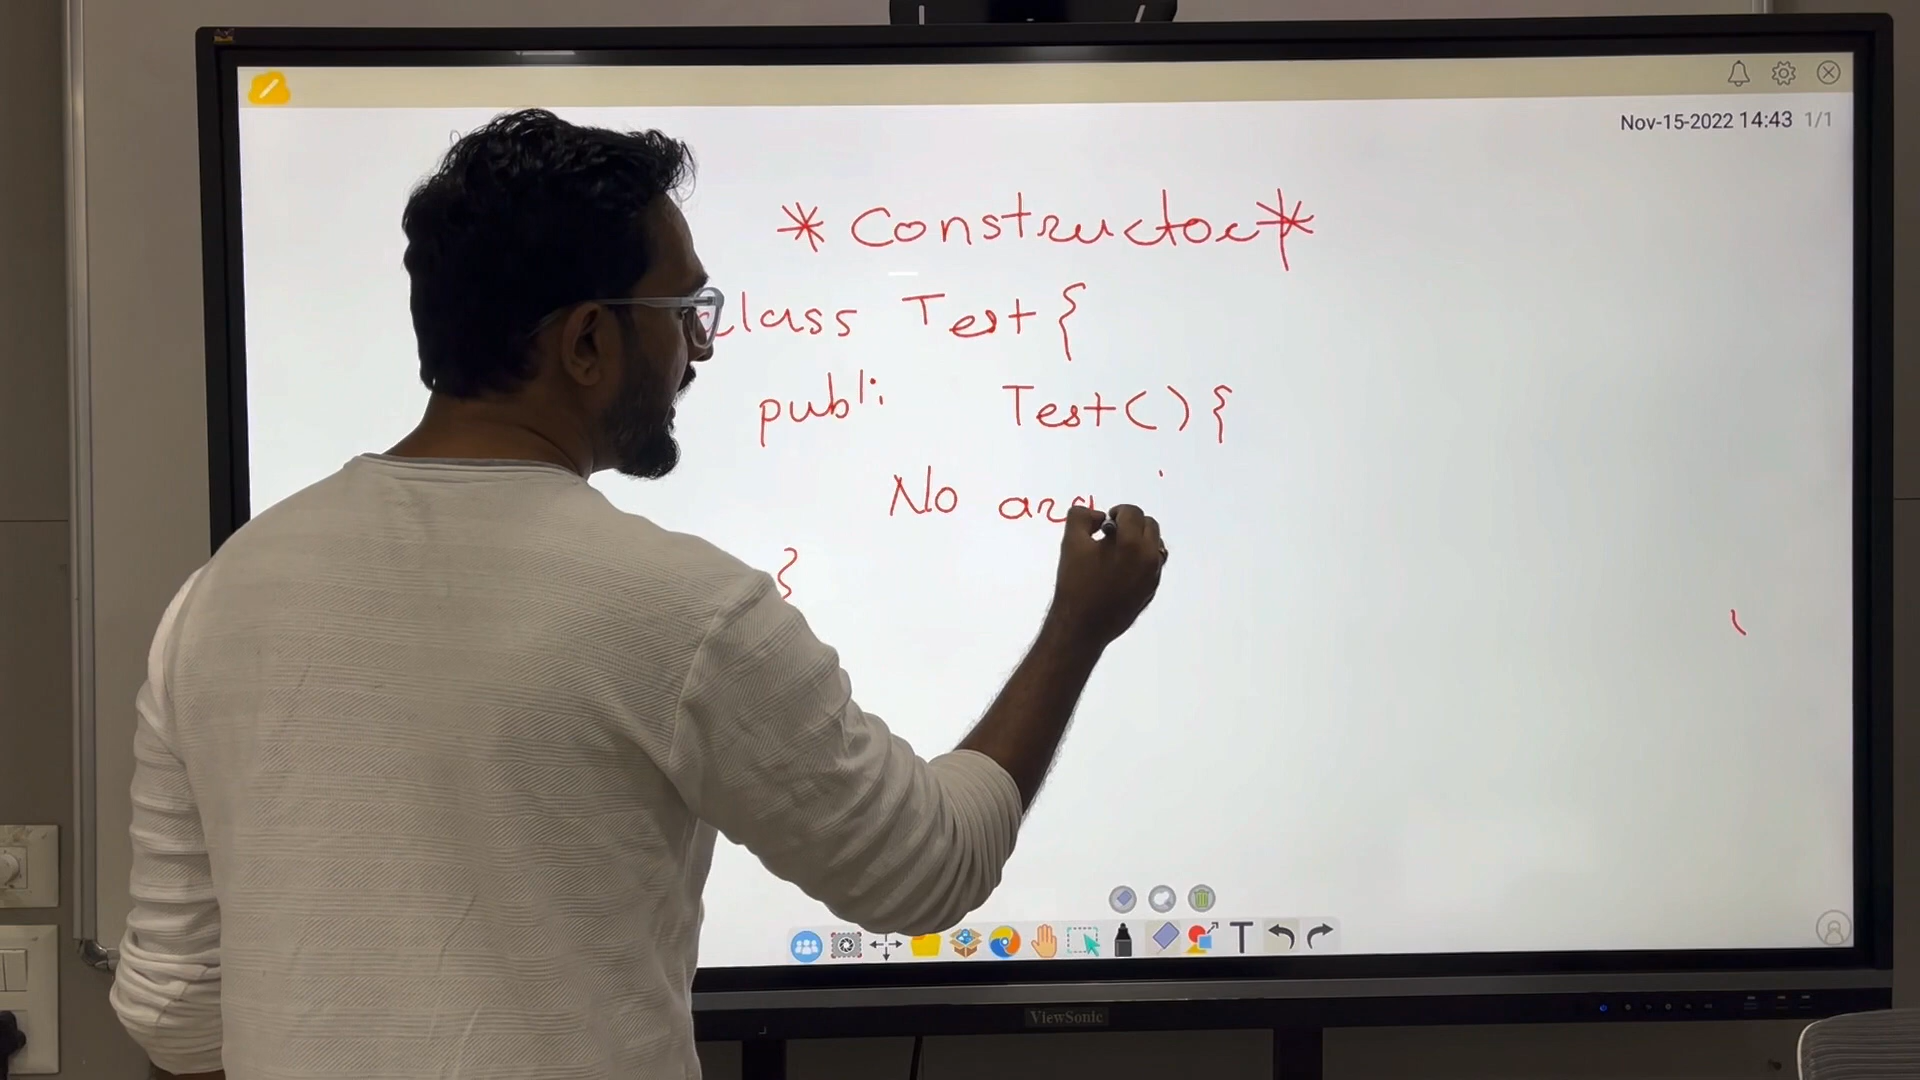 Nov-15-2022 14:43 1/1
* Constructor *
class Test {
publi Test() {
No arg
}
T
ViewSonic